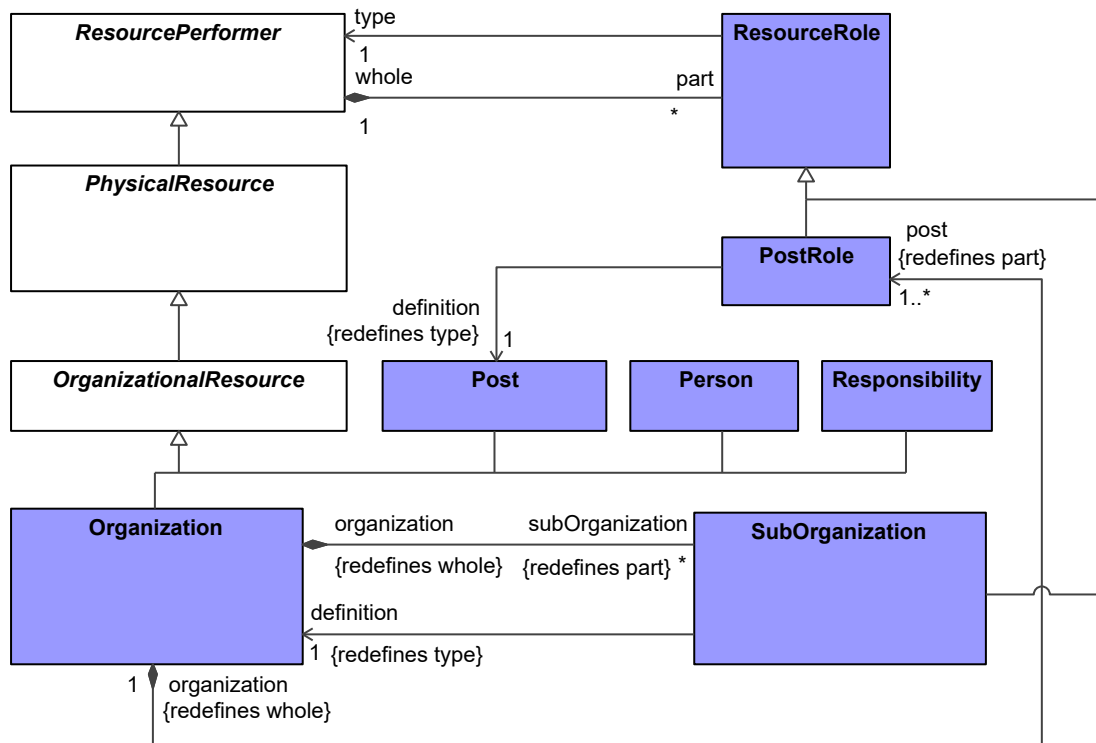 ResourcePerformer
type
1
ResourceRole
whole
part
1
*
PhysicalResource
PostRole
post
{redefines part}
1..*
definition
{redefines type}
1
OrganizationalResource
Post
Person
Responsibility
Organization
organization
{redefines whole}
subOrganization
{redefines part}
*
SubOrganization
definition
1
{redefines type}
1
organization
{redefines whole}